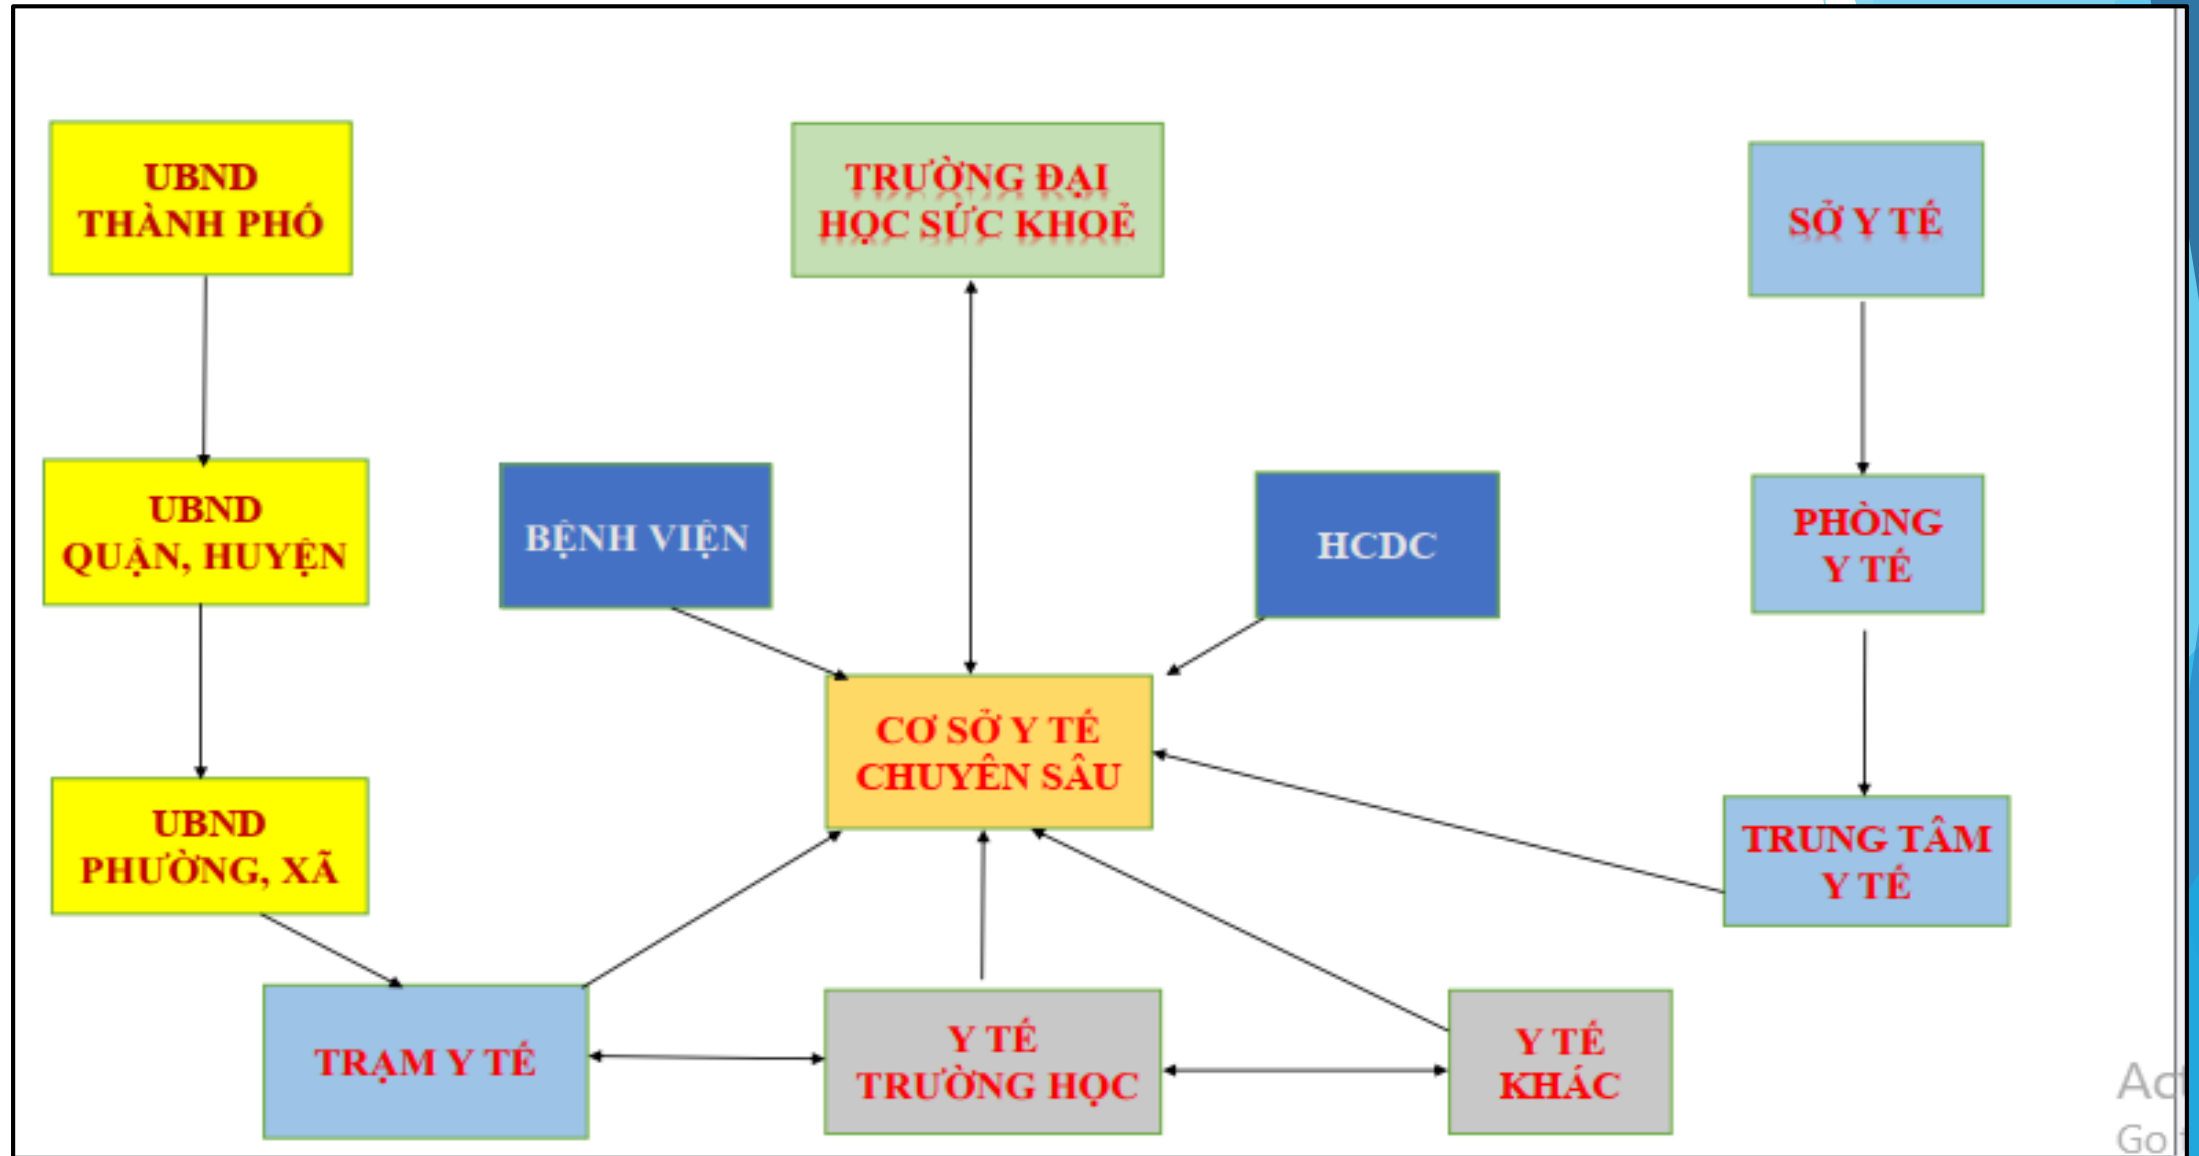 UBND
THÀNH PHỐ
TRƯỜNG ĐẠI
HỌC SỨC KHOẺ
SỞ Y TẾ
UBND
QUẬN, HUYỆN
BỆNH VIỆN
HCDC
PHÒNG
Y TẾ
CƠ SỞ Y TẾ
CHUYÊN SÂU
UBND
PHƯỜNG, XÃ
TRUNG TÂM
Y TẾ
TRẠM Y TẾ
Y TẾ
TRƯỜNG HỌC
Y TẾ
KHÁC
Go